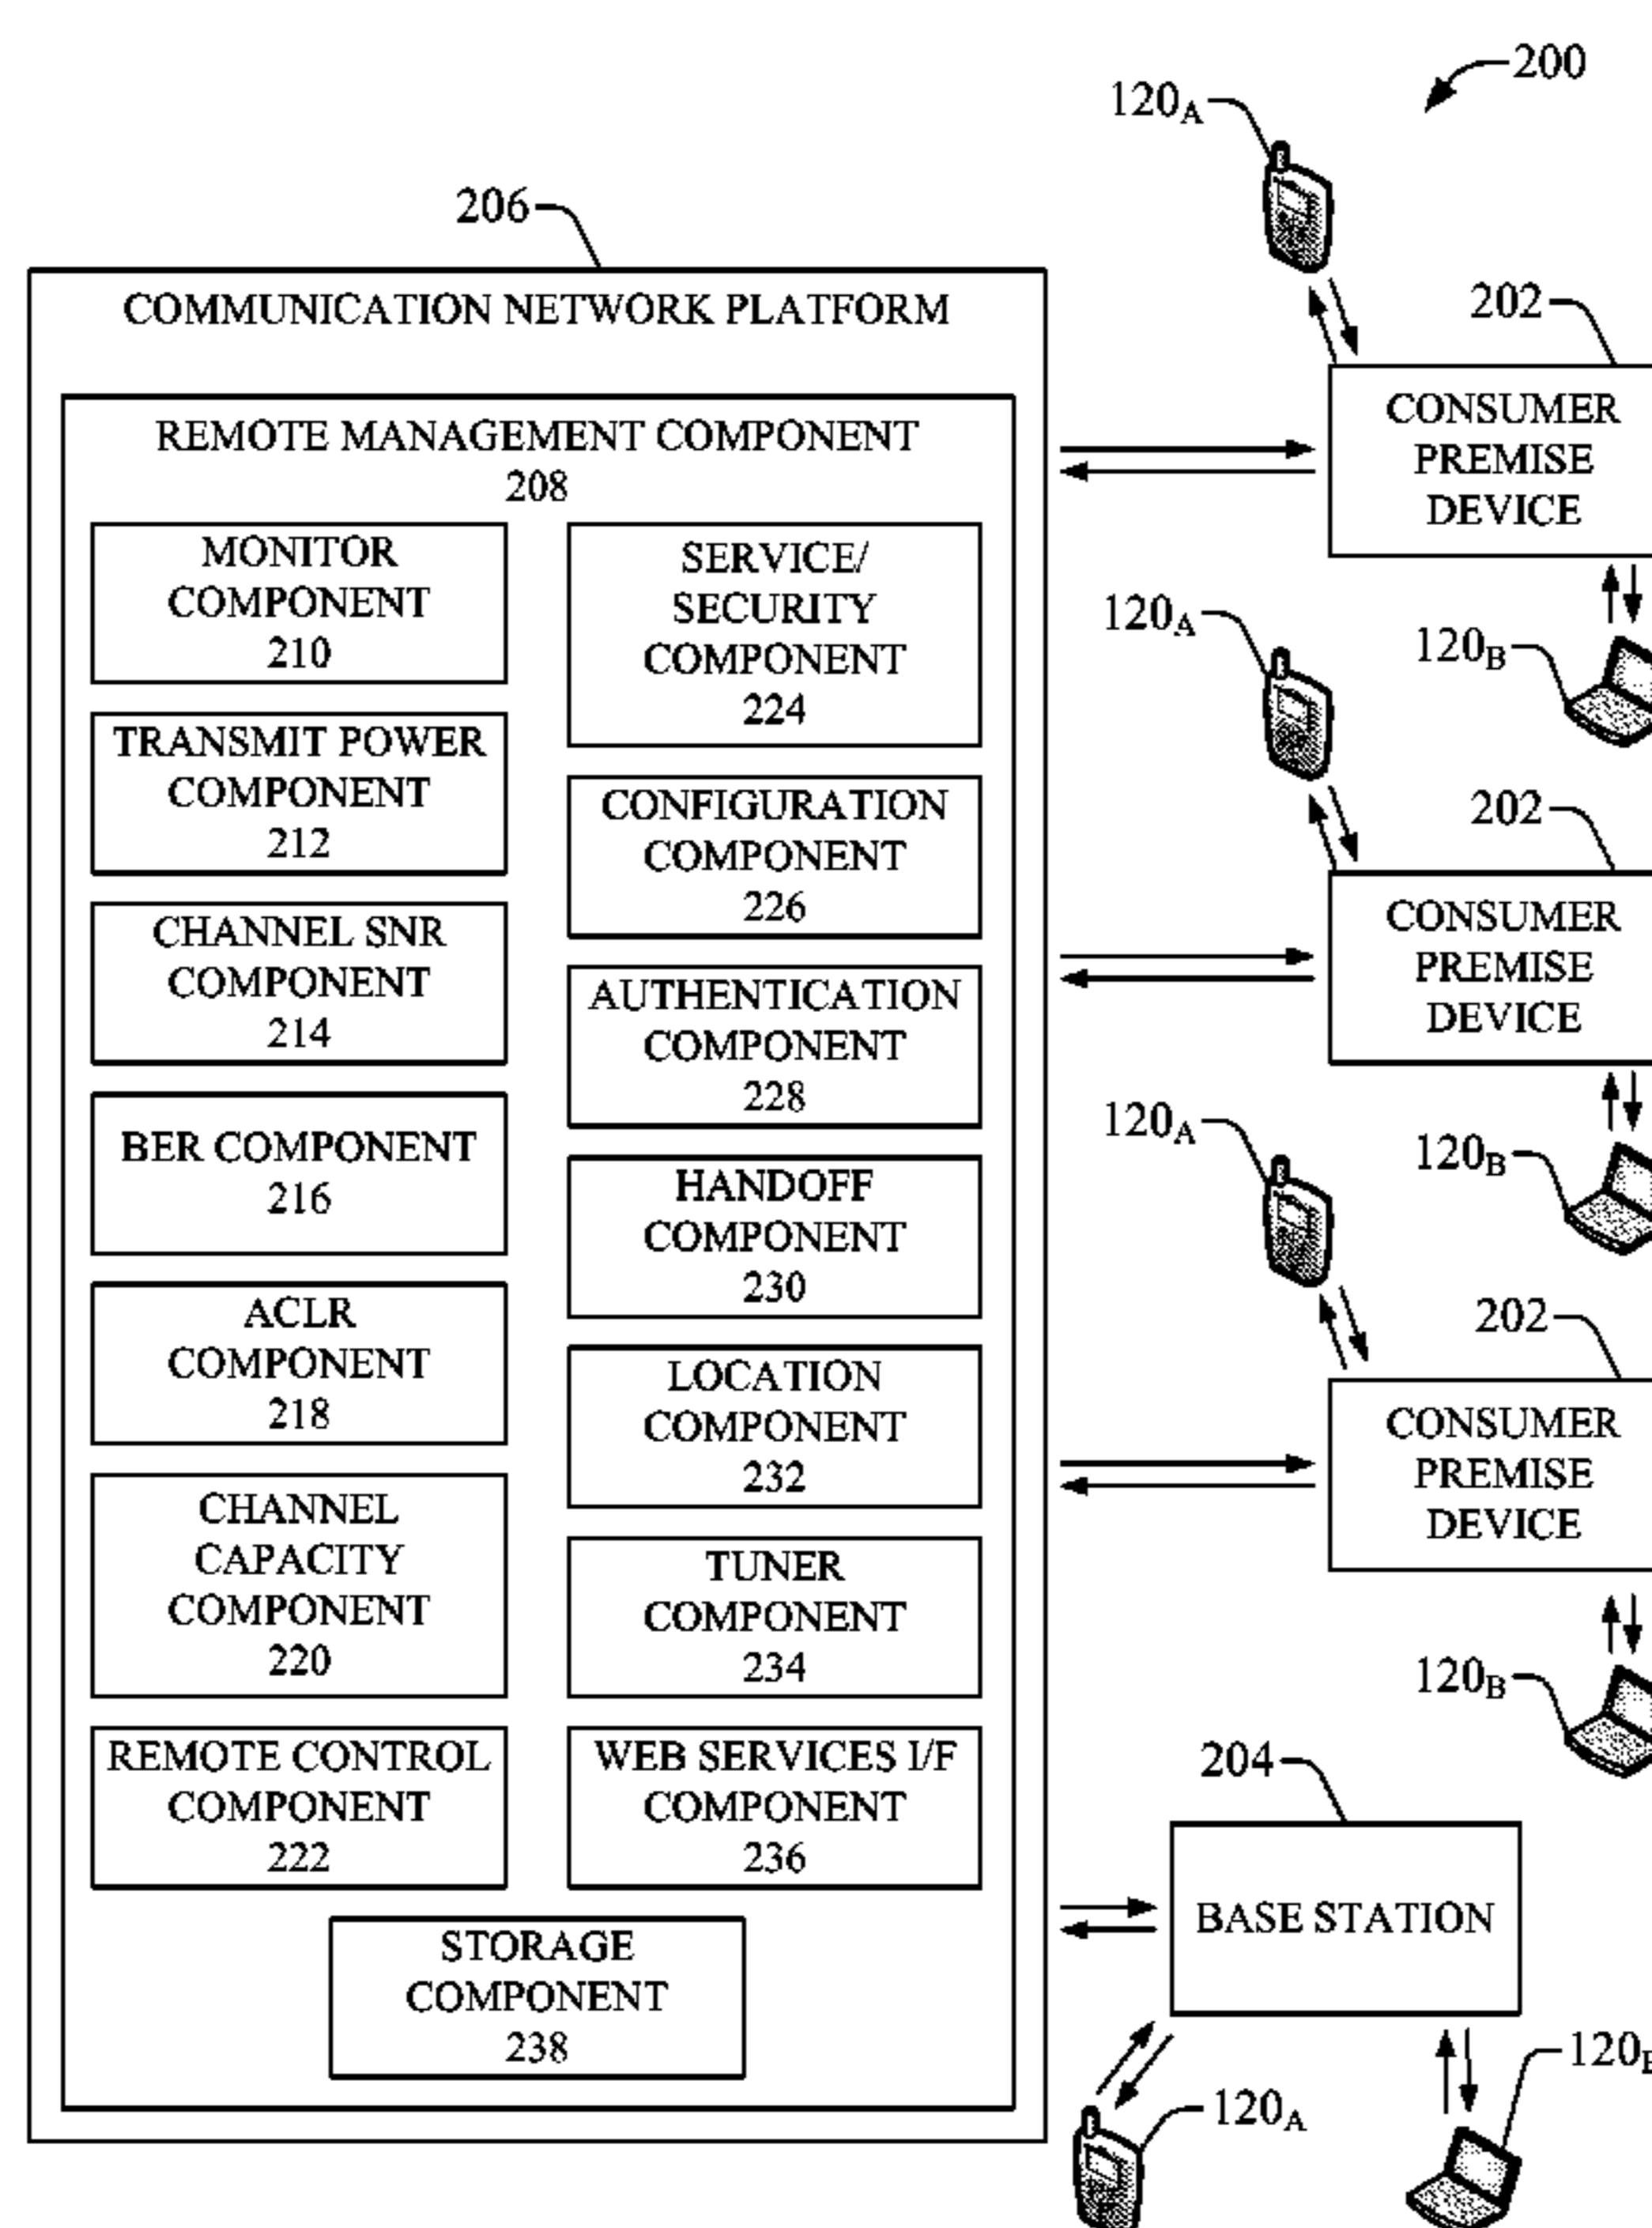 200
120A
206
COMMUNICATION NETWORK PLATFORM
REMOTE MANAGEMENT COMPONENT
208
MONITOR
COMPONENT
210
TRANSMIT POWER
COMPONENT
212
CHANNEL SNR
COMPONENT
214
BER COMPONENT
216
ACLR
COMPONENT
218
CHANNEL
CAPACITY
COMPONENT
220
REMOTE CONTROL
COMPONENT
222
SERVICE/
SECURITY
COMPONENT
224
CONFIGURATION
COMPONENT
226
AUTHENTICATION
COMPONENT
228
HANDOFF
COMPONENT
230
LOCATION
COMPONENT
232
TUNER
COMPONENT
234
WEB SERVICES I/F
COMPONENT
236
STORAGE
COMPONENT
238
202
CONSUMER
PREMISE
DEVICE
120A
120B
202
CONSUMER
PREMISE
DEVICE
120A
120B
202
CONSUMER
PREMISE
DEVICE
120B
204
BASE STATION
120A
120B